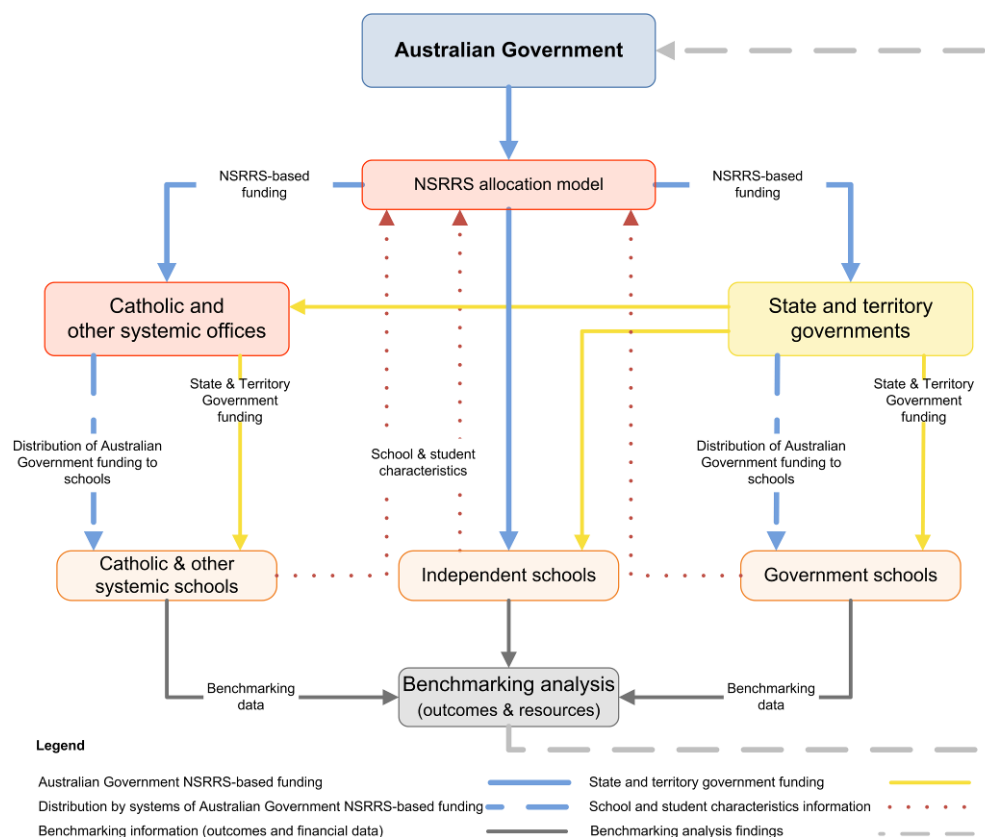 Australian Government
NSRRS-based
funding
NSRRS allocation model
NSRRS-based
funding
Catholic and
other systemic offices
State and territory
governments
State & Territory
Government
funding
State & Territory
Government
funding
Distribution of Australian
Government funding to
schools
School & student
characteristics
Distribution of Australian
Government funding to
schools
Catholic & other
systemic schools
Independent schools
Government schools
Benchmarking
data
Benchmarking analysis
(outcomes & resources)
Benchmarking
data
Legend
Australian Government NSRRS-based funding
State and territory government funding
Distribution by systems of Australian Government NSRRS-based funding
School and student characteristics information
Benchmarking information (outcomes and financial data)
Benchmarking analysis findings